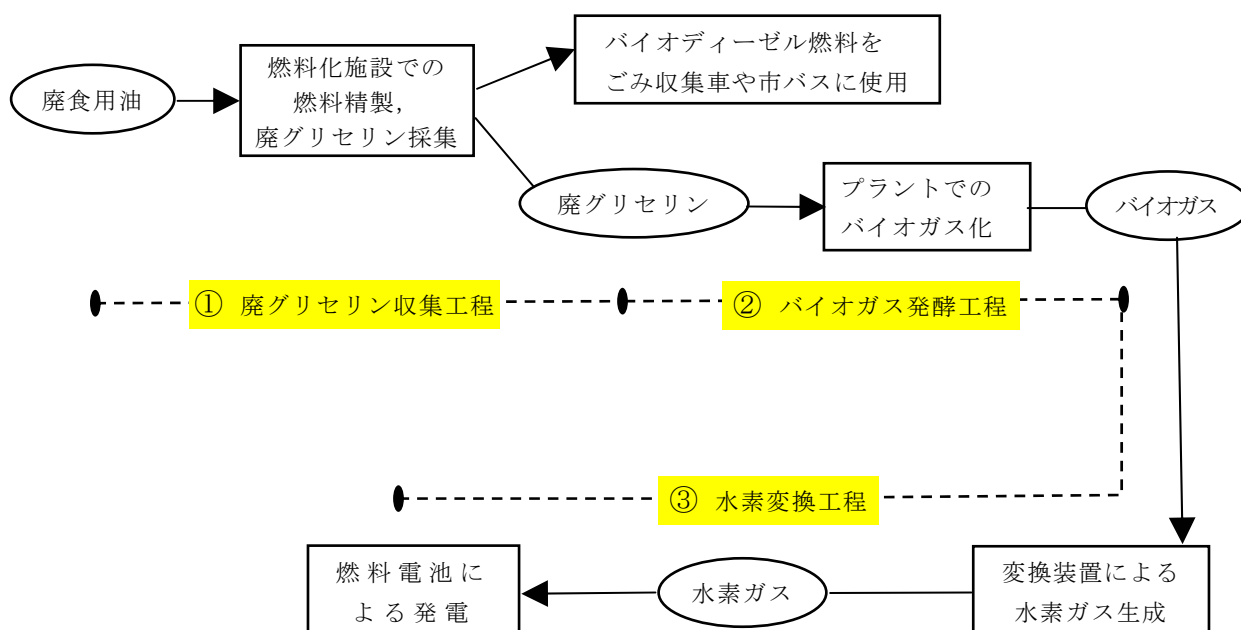 廃食用油
燃料化施設での
燃料精製,
廃グリセリン採集
バイオディーゼル燃料を
ごみ収集車や市バスに使用
廃グリセリン
プラントでの
バイオガス化
バイオガス
① 廃グリセリン収集工程
② バイオガス発酵工程
③ 水素変換工程
変換装置による
水素ガス生成
水素ガス
燃料電池に
よる発電